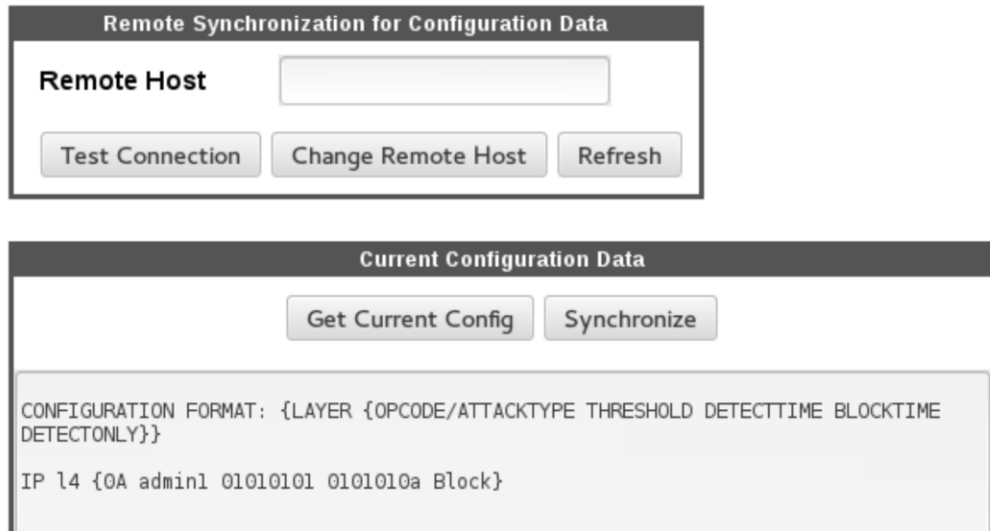 Remote Synchronization for Configuration Data
Remote Host
Test Connection Change Remote Host Refresh
Current Configuration Data
Get Current Config Synchronize
CONFIGURATION FORMAT: {LAYER {OPCODE/ATTACKTYPE THRESHOLD DETECTTIME BLOCKTIME
DETECTONLY}}
IP l4 {0A admin1 01010101 0101010a Block}